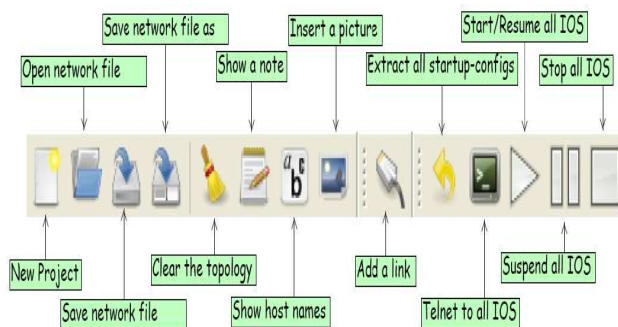 Save network file as
Insert a picture
Start/Resume all IOS
Open network file
Show a note
Extract all startup-configs
Stop all IOS
a b c
>_
New Project
Clear the topology
Add a link
Suspend all IOS
Save network file
Show host names
Telnet to all IOS